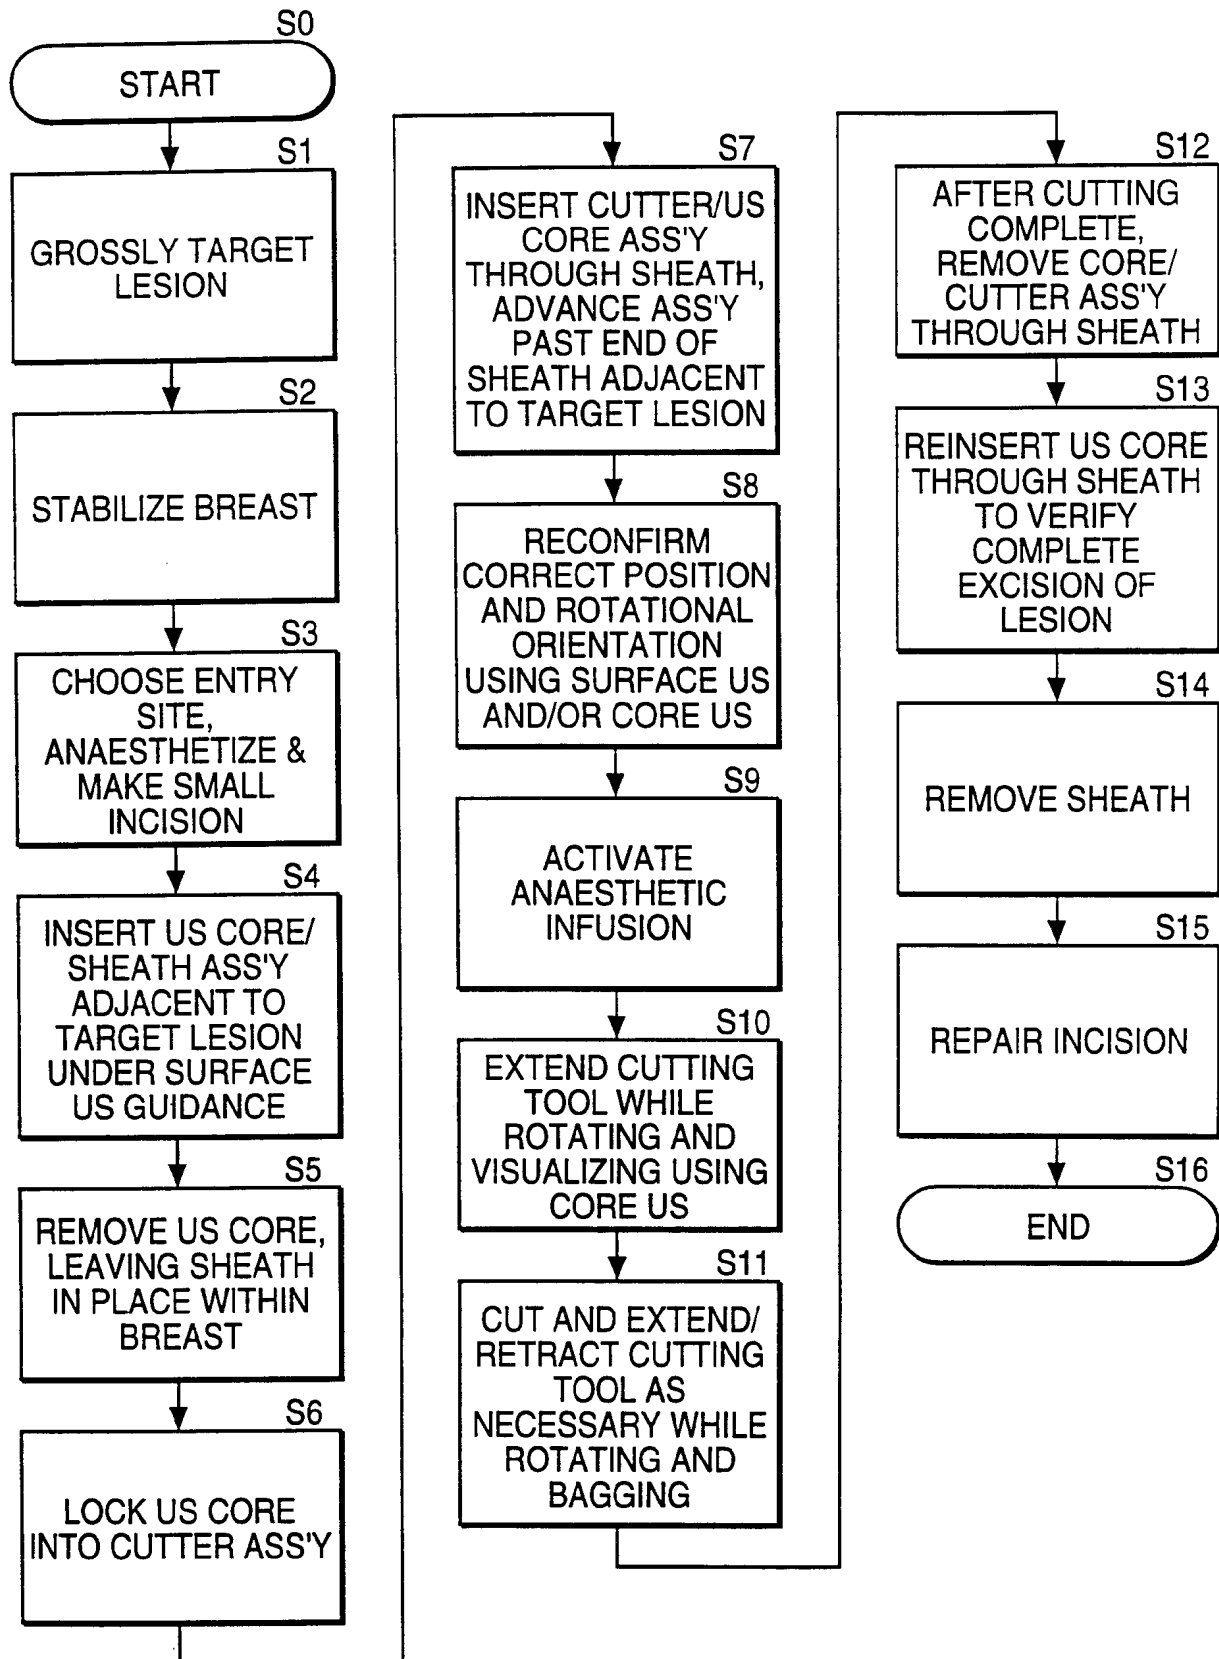 S0
START
S1
GROSSLY TARGET
LESION
S2
STABILIZE BREAST
S3
CHOOSE ENTRY
SITE,
ANAESTHETIZE &
MAKE SMALL
INCISION
S4
INSERT US CORE/
SHEATH ASS'Y
ADJACENT TO
TARGET LESION
UNDER SURFACE
US GUIDANCE
S5
REMOVE US CORE,
LEAVING SHEATH
IN PLACE WITHIN
BREAST
S6
LOCK US CORE
INTO CUTTER ASS'Y
S7
INSERT CUTTER/US
CORE ASS'Y
THROUGH SHEATH,
ADVANCE ASS'Y
PAST END OF
SHEATH ADJACENT
TO TARGET LESION
S8
RECONFIRM
CORRECT POSITION
AND ROTATIONAL
ORIENTATION
USING SURFACE US
AND/OR CORE US
S9
ACTIVATE
ANAESTHETIC
INFUSION
S10
EXTEND CUTTING
TOOL WHILE
ROTATING AND
VISUALIZING USING
CORE US
S11
CUT AND EXTEND/
RETRACT CUTTING
TOOL AS
NECESSARY WHILE
ROTATING AND
BAGGING
S12
AFTER CUTTING
COMPLETE,
REMOVE CORE/
CUTTER ASS'Y
THROUGH SHEATH
S13
REINSERT US CORE
THROUGH SHEATH
TO VERIFY
COMPLETE
EXCISION OF
LESION
S14
REMOVE SHEATH
S15
REPAIR INCISION
S16
END